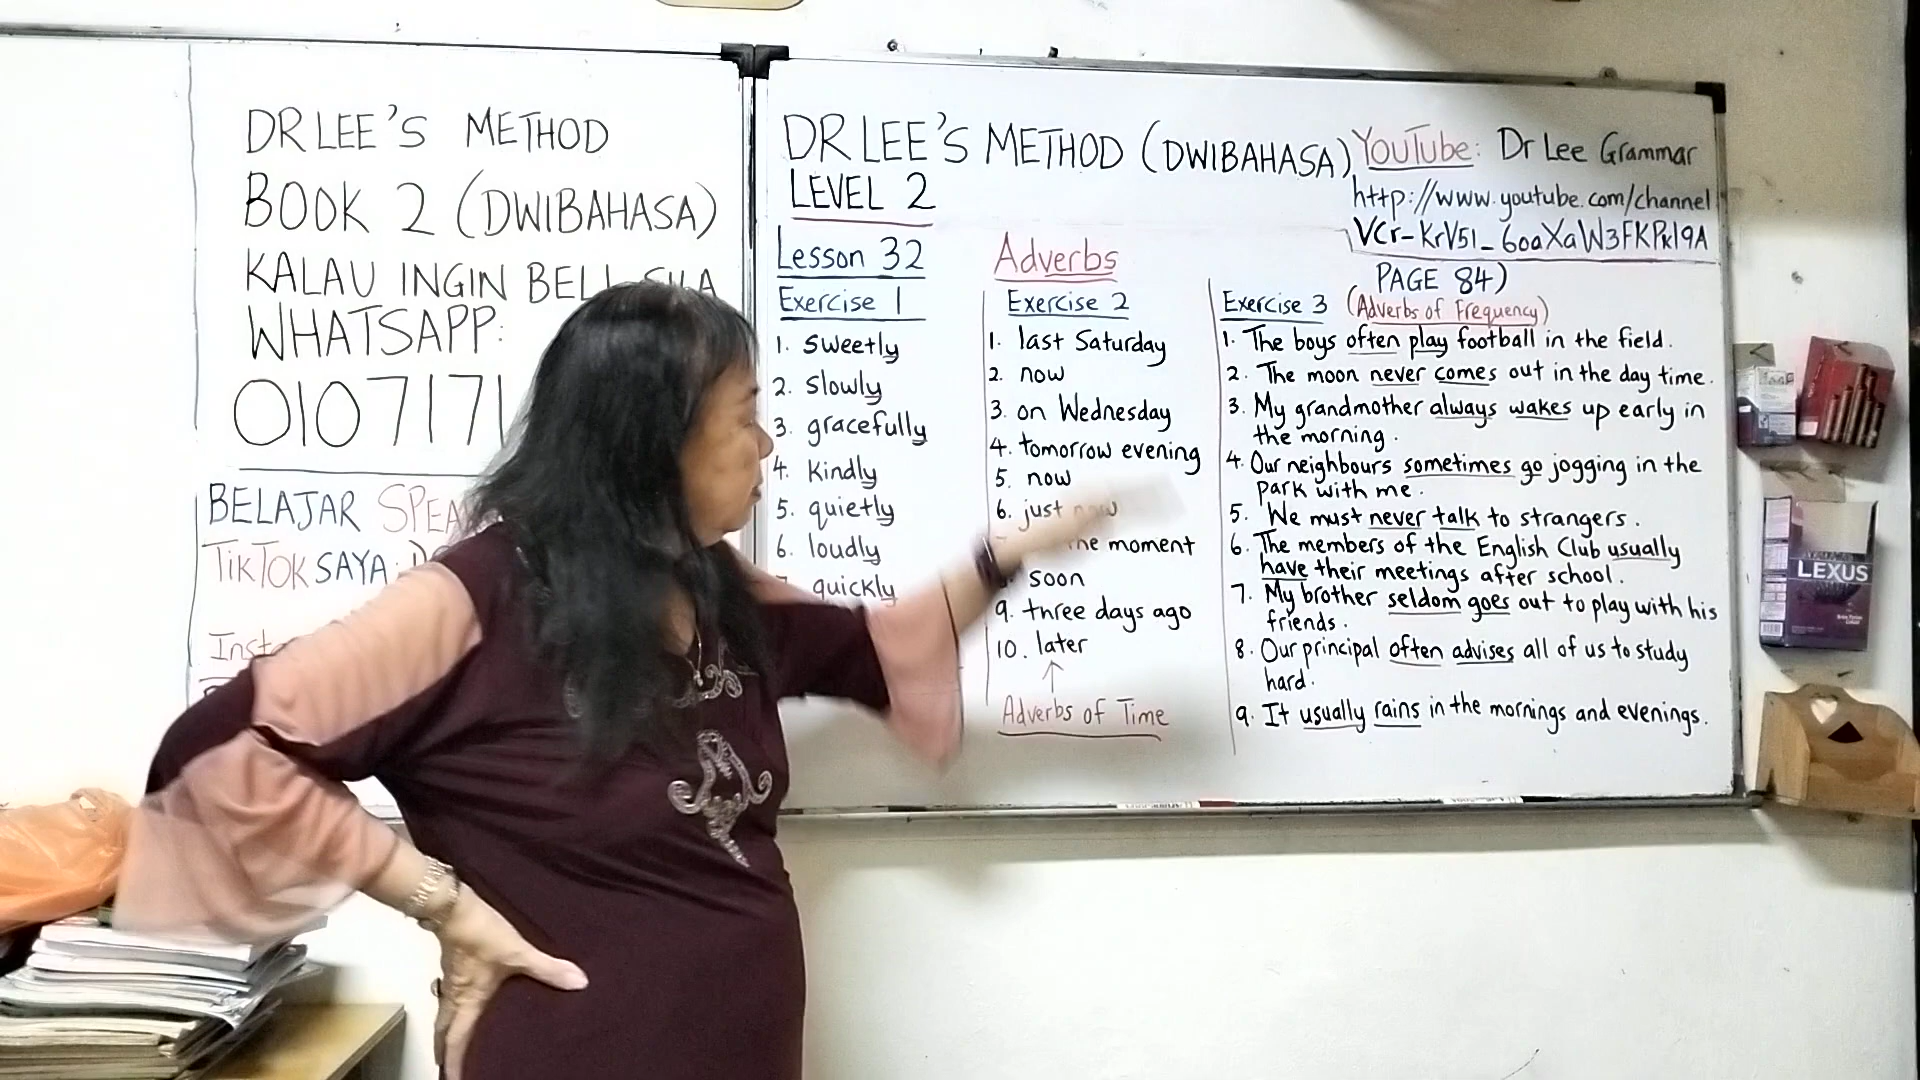 DR LEE'S METHOD
BOOK 2 (DWIBAHASA)
KALAU INGIN BELI SILA
WHATSAPP:
0107171
BELAJAR
TIKTOK SAYA:
DR LEE'S METHOD (DWIBAHASA)
LEVEL 2
YouTube: Dr Lee Grammar
http://www.youtube.com/channel
PAGE 84)
Lesson 32
Adverbs
Exercise 1
1. sweetly
2. slowly
3. gracefully
4. kindly
5. quietly
6. loudly
quickly
Exercise 2
1. last Saturday
2. now
3. on Wednesday
4. tomorrow evening
5. now
6. just now
the moment
soon
9. three days ago
10. later
Adverbs of Time
Exercise 3 (Adverbs of Frequency)
1. The boys often play football in the field.
2. The moon never comes out in the day time.
3. My grandmother always wakes up early in
the morning.
4. Our neighbours sometimes go jogging in the
park with me.
5. We must never talk to strangers.
6. The members of the English Club usually
have their meetings after school.
7. My brother seldom goes out to play with his
friends.
8. Our principal often advises all of us to study
hard.
9. It usually rains in the mornings and evenings.
LEXUS